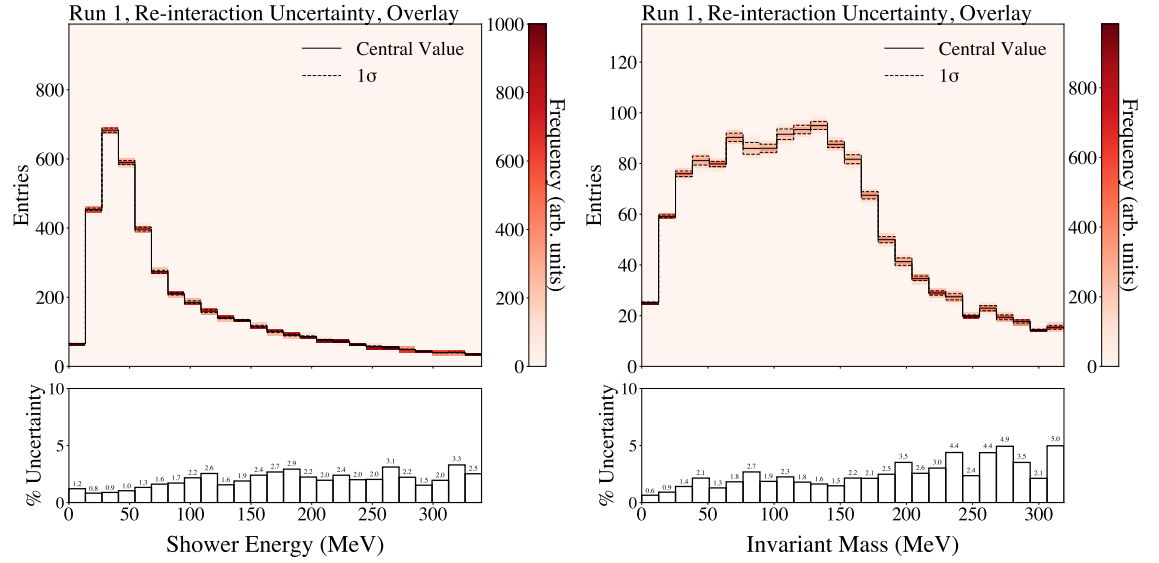 Run 1, Re-interaction Uncertainty, Overlay
Central Value
1σ
Entries
0
200
400
600
800
0
200
400
600
800
1000
Frequency (arb. units)
% Uncertainty
0
5
10
1.2 0.8 0.9 1.0 1.3 1.6 1.7 2.2 2.6 1.6 1.9 2.4 2.7 2.9 2.2 2.0 2.4 2.0 2.0 3.1 2.2 1.5 2.0 3.3 2.5
0 50 100 150 200 250 300
Shower Energy (MeV)
Run 1, Re-interaction Uncertainty, Overlay
Central Value
1σ
Entries
0
20
40
60
80
100
120
0
200
400
600
800
Frequency (arb. units)
% Uncertainty
0
5
10
0.6 0.9 1.4 2.1 1.3 1.8 2.7 1.9 2.3 1.8 1.6 1.5 2.2 2.1 2.5 3.5 2.6 3.0 4.4 2.4 4.4 4.9 3.5 2.1 5.0
0 50 100 150 200 250 300
Invariant Mass (MeV)